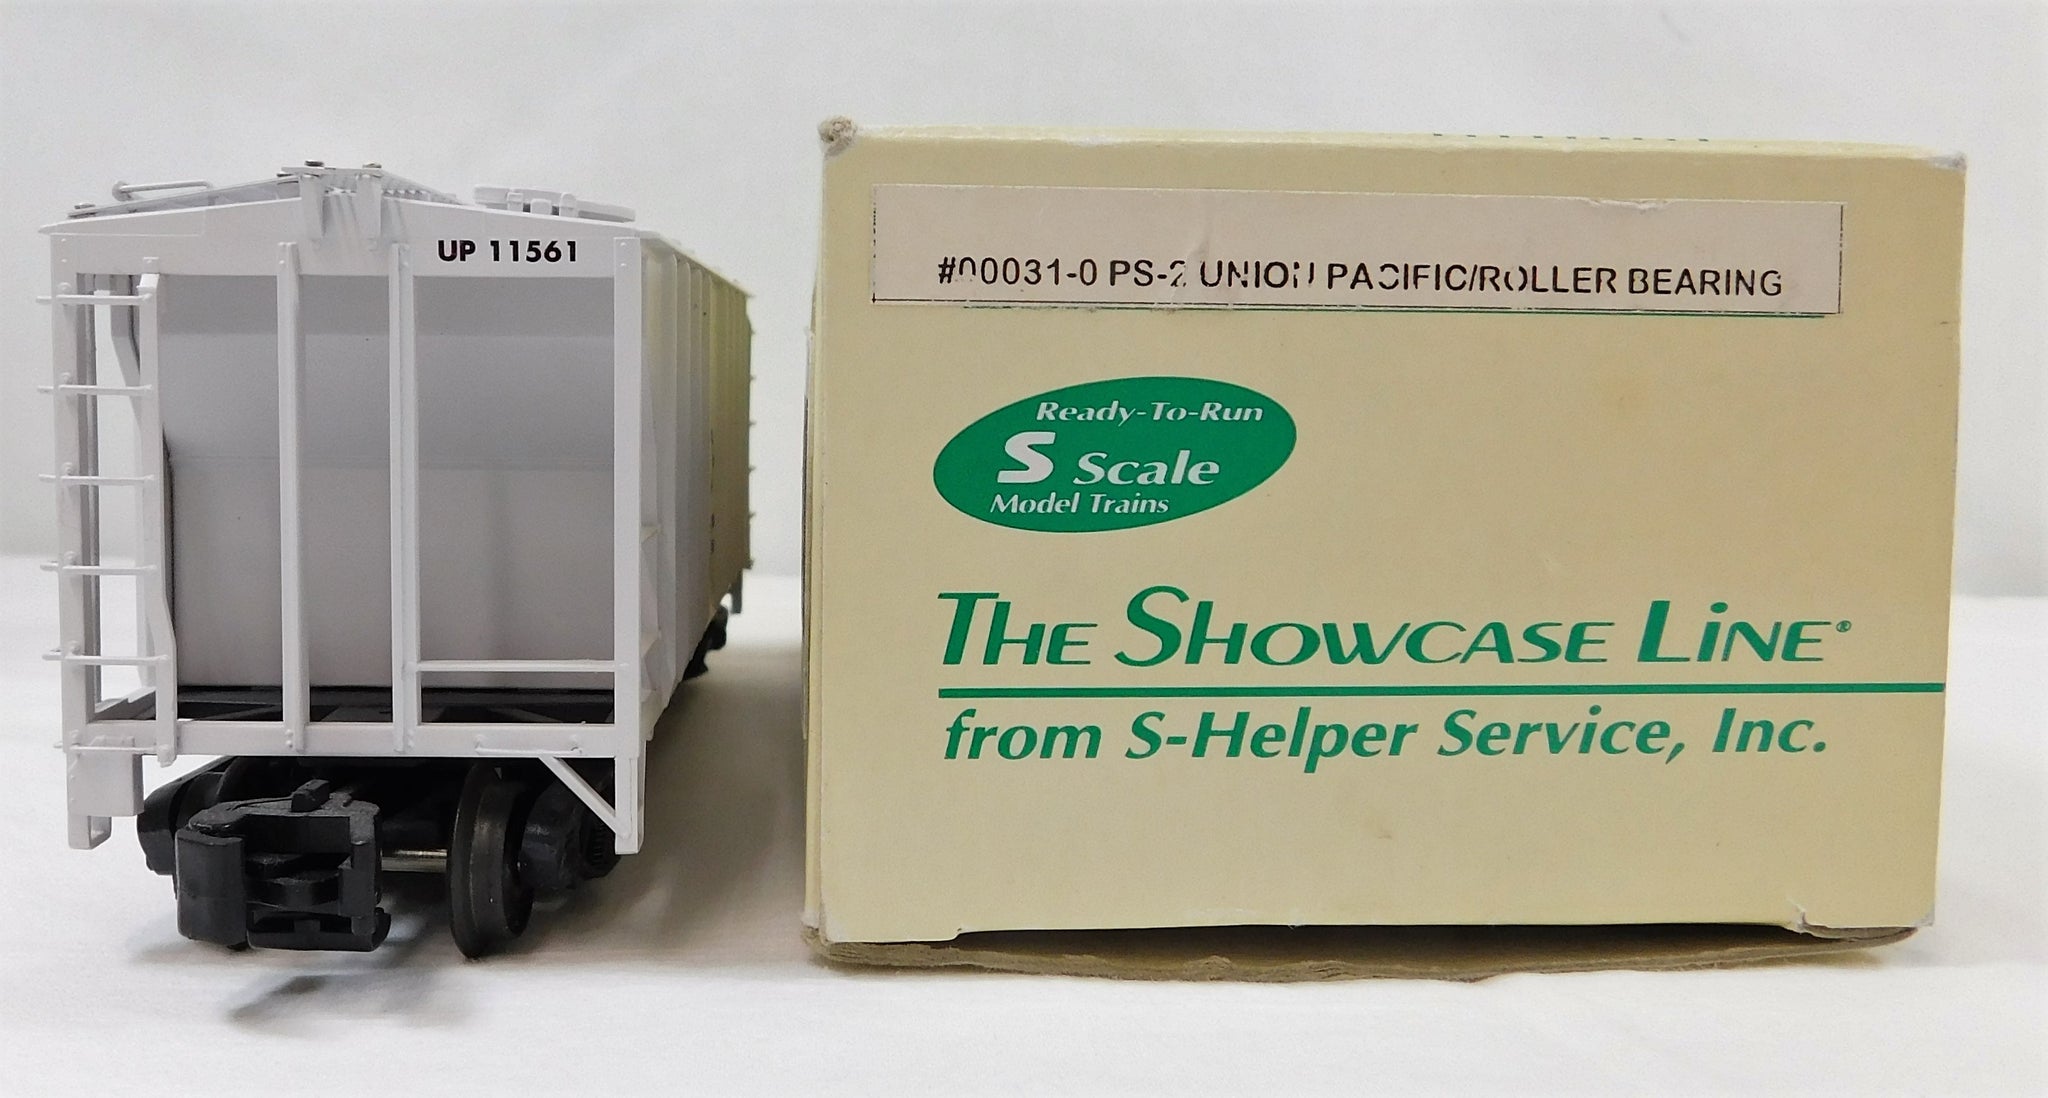 UP 11561
#00031-0 PS-2 UNION PACIFIC/ROLLER BEARING
Ready-To-Run
S Scale
Model Trains
THE SHOWCASE LINE®
from S-Helper Service, Inc.